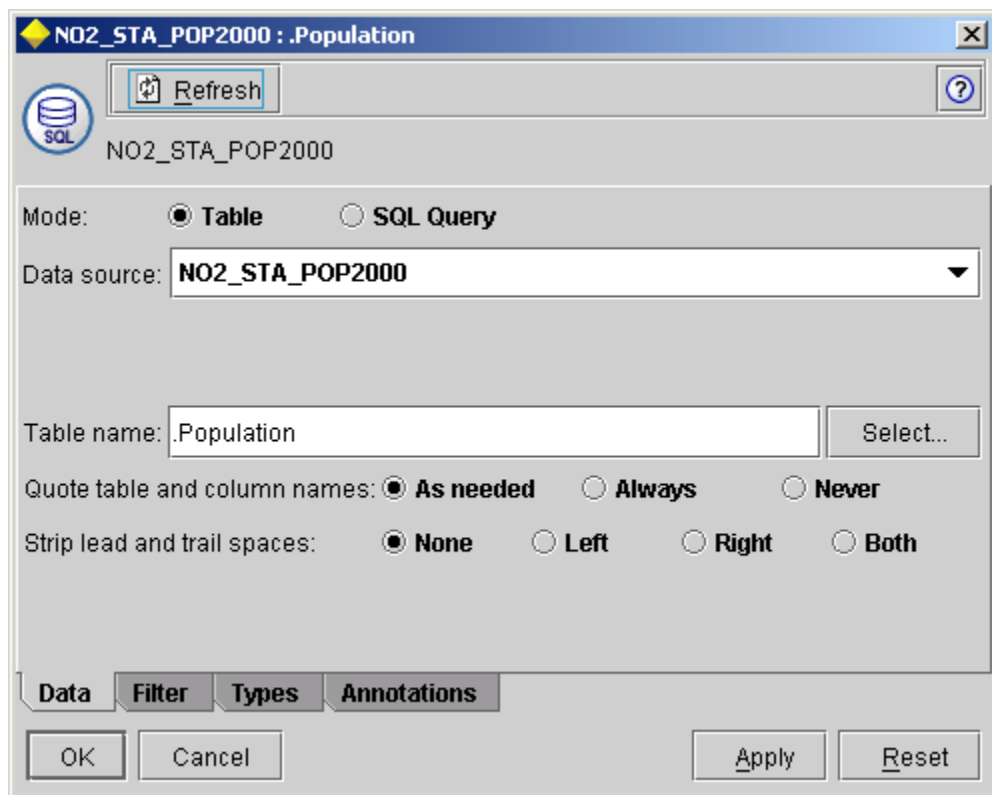 NO2_STA_POP2000 : .Population
Refresh
SQL
NO2_STA_POP2000
Mode: Table SQL Query
Data source: NO2_STA_POP2000
Table name: .Population Select...
Quote table and column names: As needed Always Never
Strip lead and trail spaces: None Left Right Both
Data Filter Types Annotations
OK Cancel Apply Reset